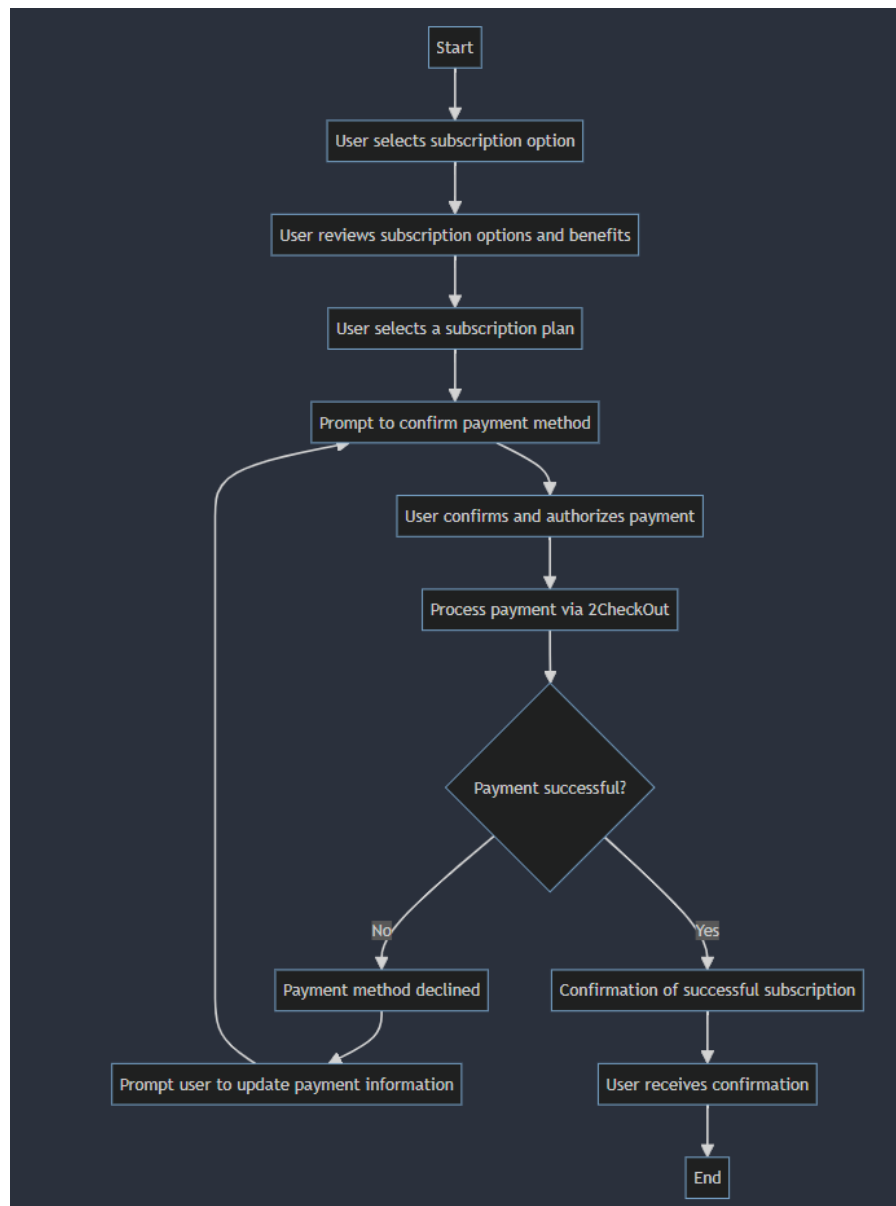 Start
User selects subscription option
User reviews subscription options and benefits
User selects a subscription plan
Prompt to confirm payment method
User confirms and authorizes payment
Process payment via 2CheckOut
Payment successful?
No
Yes
Payment method declined
Confirmation of successful subscription
Prompt user to update payment information
User receives confirmation
End